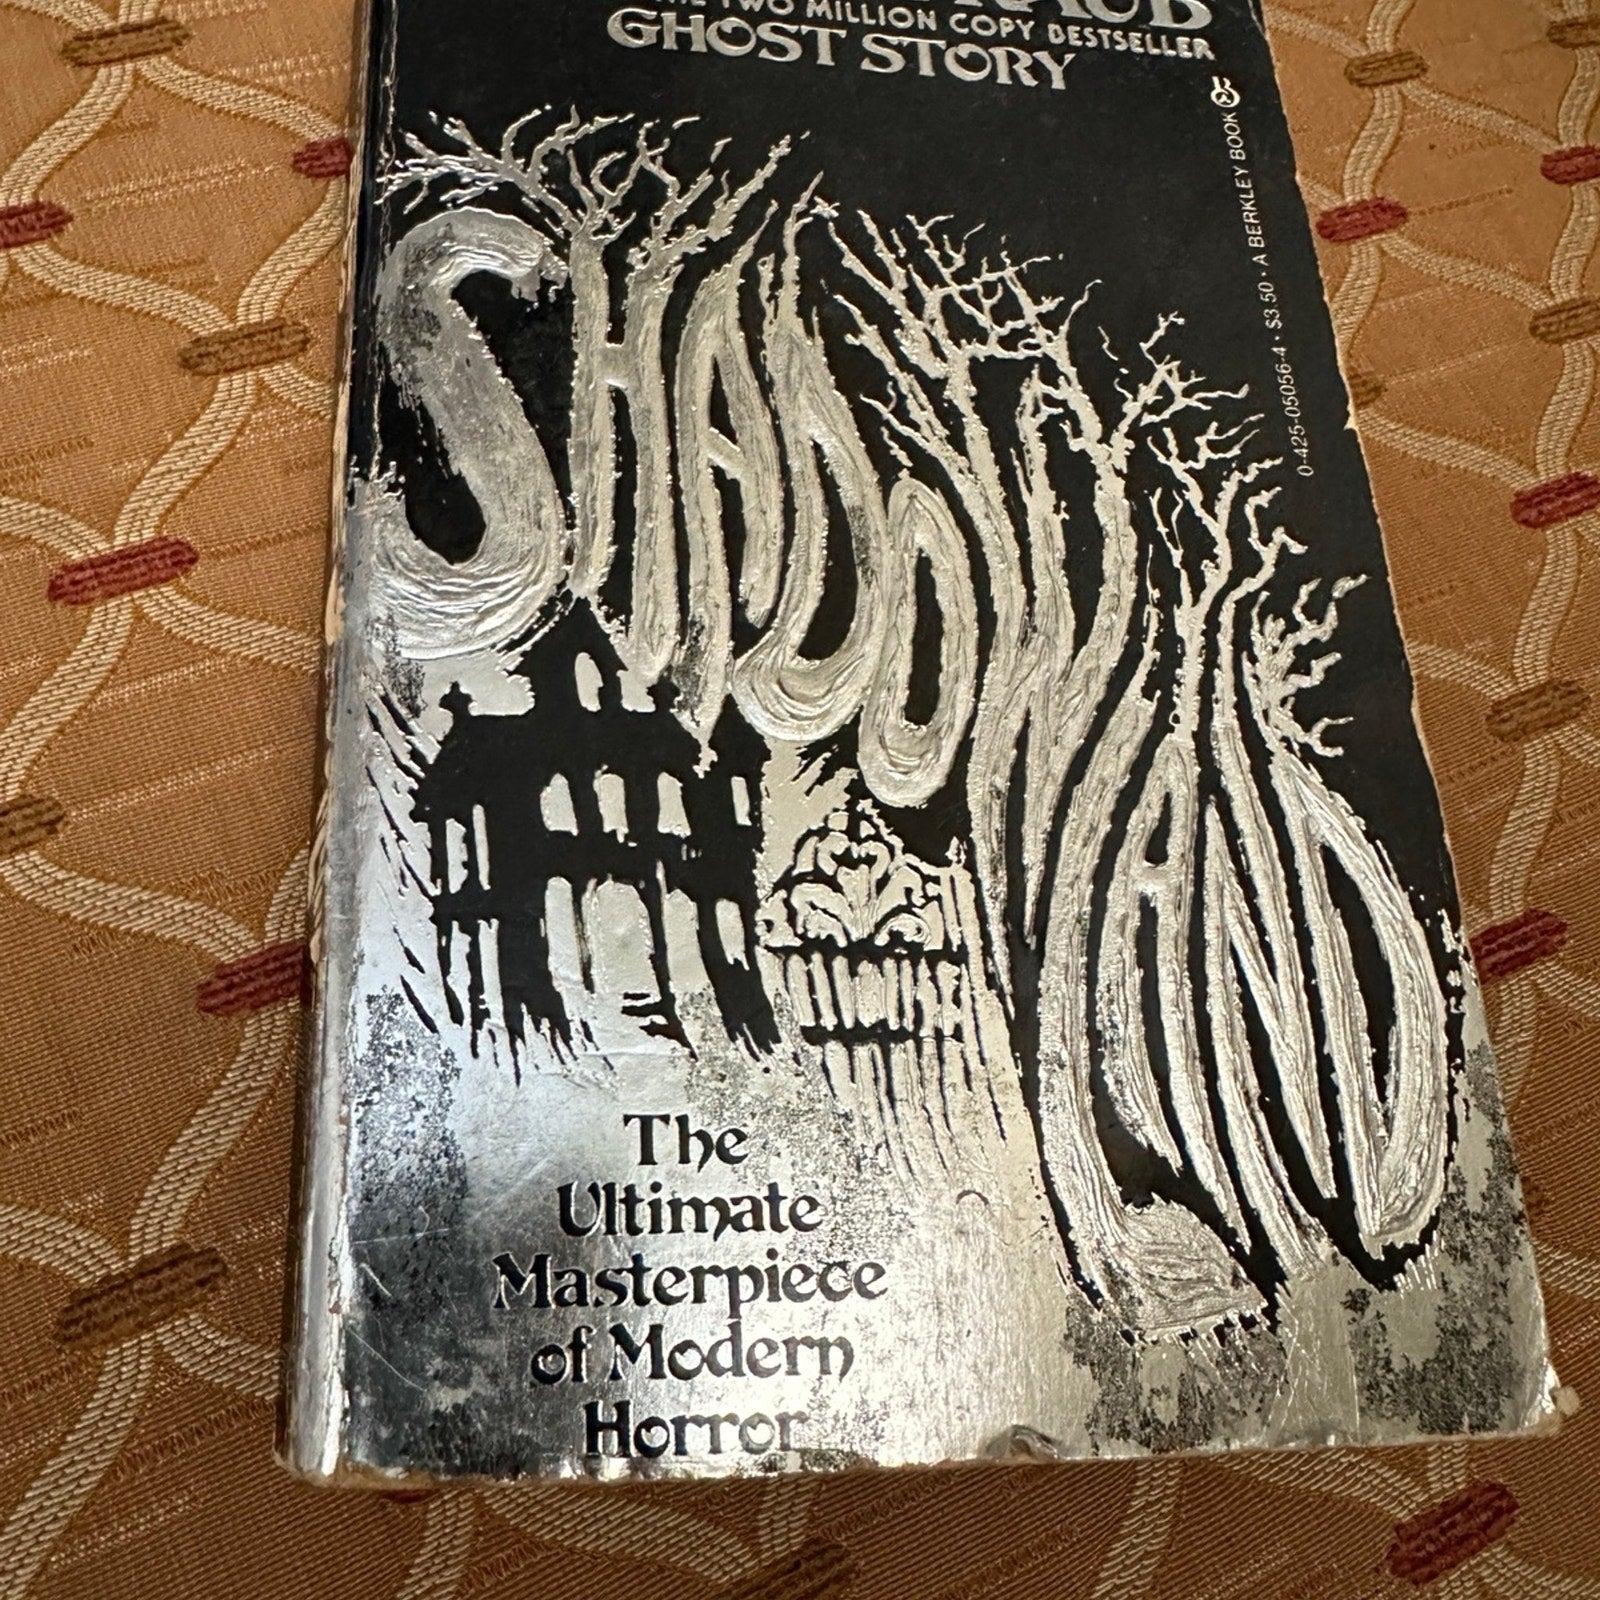 TWO MILLION COPY BESTSELLER
GHOST STORY
SHADOWLAND
The
Ultimate
Masterpiece
of Modern
Horror
0-425-05056-4 • $3.50 • A BERKLEY BOOK